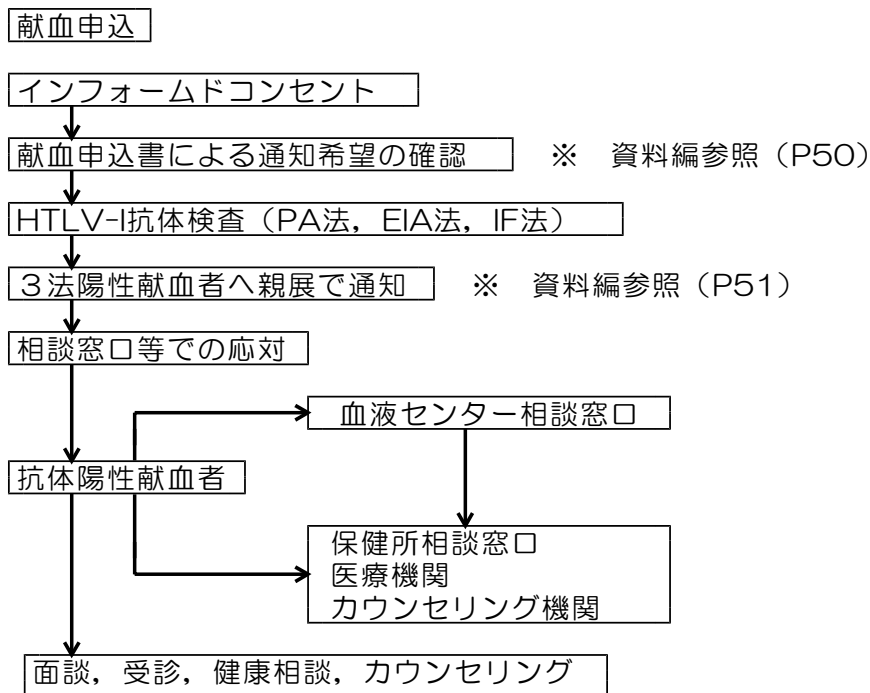 献血申込
インフォームドコンセント
献血申込書による通知希望の確認 ※ 資料編参照（P50）
HTLV-I抗体検査（PA法，EIA法，IF法）
３法陽性献血者へ親展で通知 ※ 資料編参照（P51）
相談窓口等での応対
血液センター相談窓口
抗体陽性献血者
保健所相談窓口
医療機関
カウンセリング機関
面談，受診，健康相談，カウンセリング